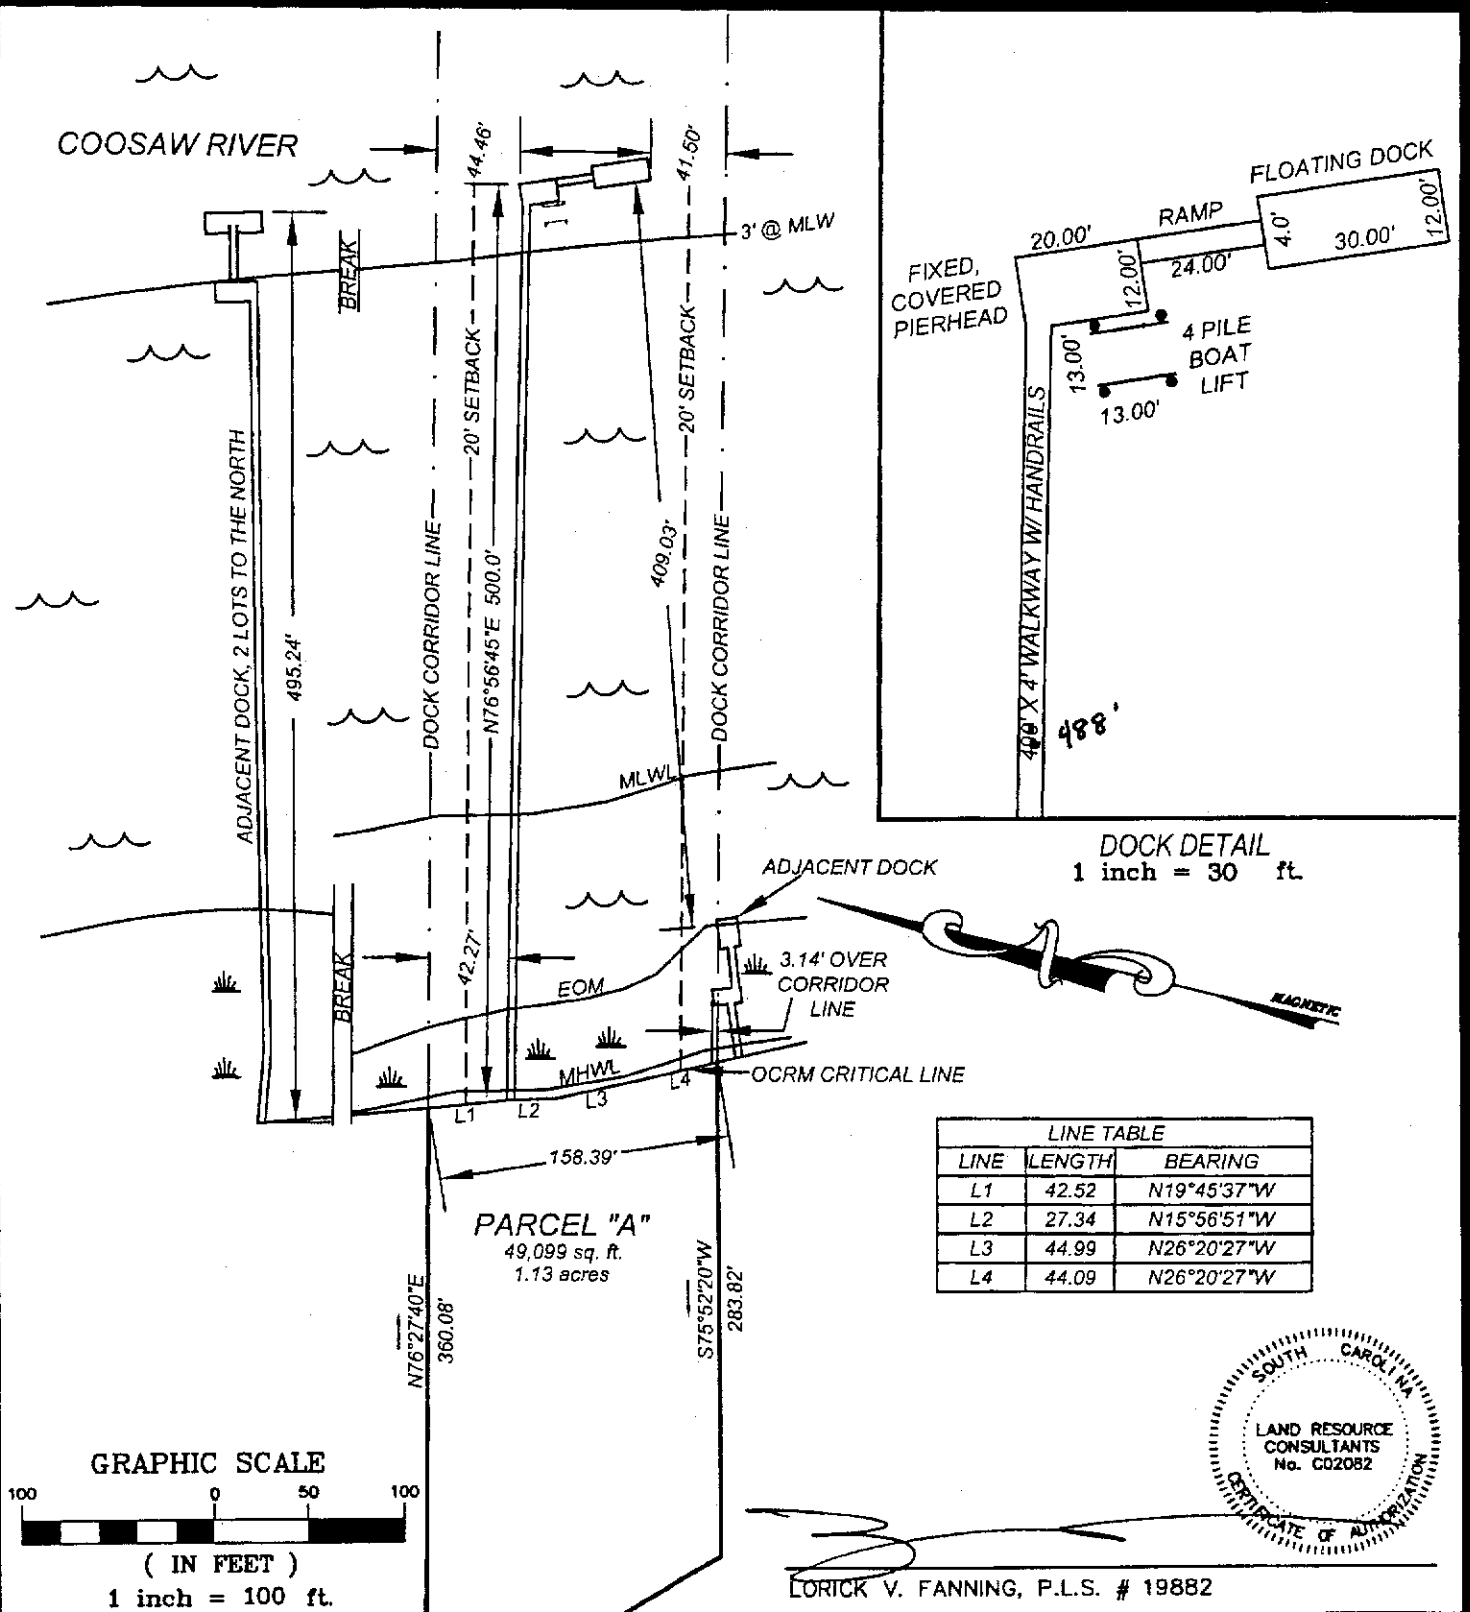 COOSAW RIVER
44.46'
41.50'
3' @ MLW
BREAK
ADJACENT DOCK, 2 LOTS TO THE NORTH
495.24'
DOCK CORRIDOR LINE
20' SETBACK
N76°56'45"E 500.0'
409.03'
20' SETBACK
DOCK CORRIDOR LINE
MLWL
42.27'
EOM
BREAK
MHWL
L1
L2
L3
L4
ADJACENT DOCK
3.14' OVER
CORRIDOR
LINE
OCRM CRITICAL LINE
158.39'
PARCEL "A"
49,099 sq. ft.
1.13 acres
N76°27'40"E
360.08'
S75°52'20"W
283.82'
FLOATING DOCK
RAMP
20.00'
4.0'
30.00'
12.00'
24.00'
12.00'
FIXED,
COVERED
PIERHEAD
13.00'
4 PILE
BOAT
LIFT
13.00'
X 4' WALKWAY W/ HANDRAILS
488'
DOCK DETAIL
1 inch = 30 ft.
MAGNETIC
LINE TABLE
LINE LENGTH BEARING
L1 42.52 N19°45'37"W
L2 27.34 N15°56'51"W
L3 44.99 N26°20'27"W
L4 44.09 N26°20'27"W
GRAPHIC SCALE
100 0 50 100
( IN FEET )
1 inch = 100 ft.
SOUTH CAROLINA
LAND RESOURCE
CONSULTANTS
No. C02082
CERTIFICATE OF AUTHORIZATION
LORICK V. FANNING, P.L.S. # 19882